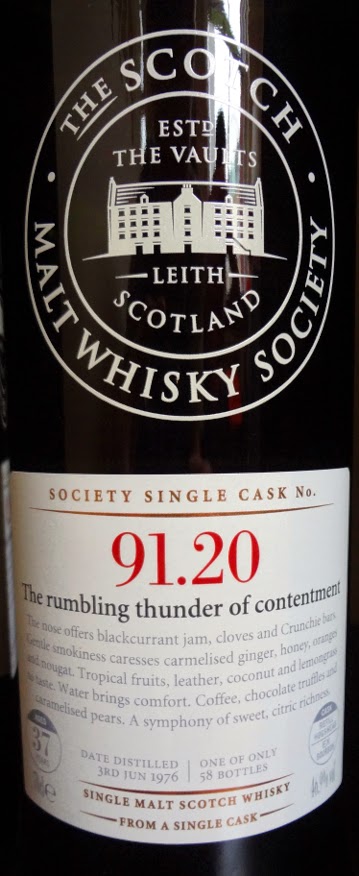 THE SCOTCH
MALT WHISKY SOCIETY
ESTD
THE VAULTS
LEITH
SCOTLAND
SOCIETY SINGLE CASK No.
91.20
The rumbling thunder of contentment
The nose offers blackcurrant jam, cloves and Crunchie bars.
Gentle smokiness caresses carmelised ginger, honey, oranges
and nougat. Tropical fruits, leather, coconut and lemongrass
to taste. Water brings comfort. Coffee, chocolate truffles and
caramelised pears. A symphony of sweet, citric richness.
AGED
37
YEARS
DATE DISTILLED
3RD JUN 1976
ONE OF ONLY
58 BOTTLES
SINGLE MALT SCOTCH WHISKY
FROM A SINGLE CASK